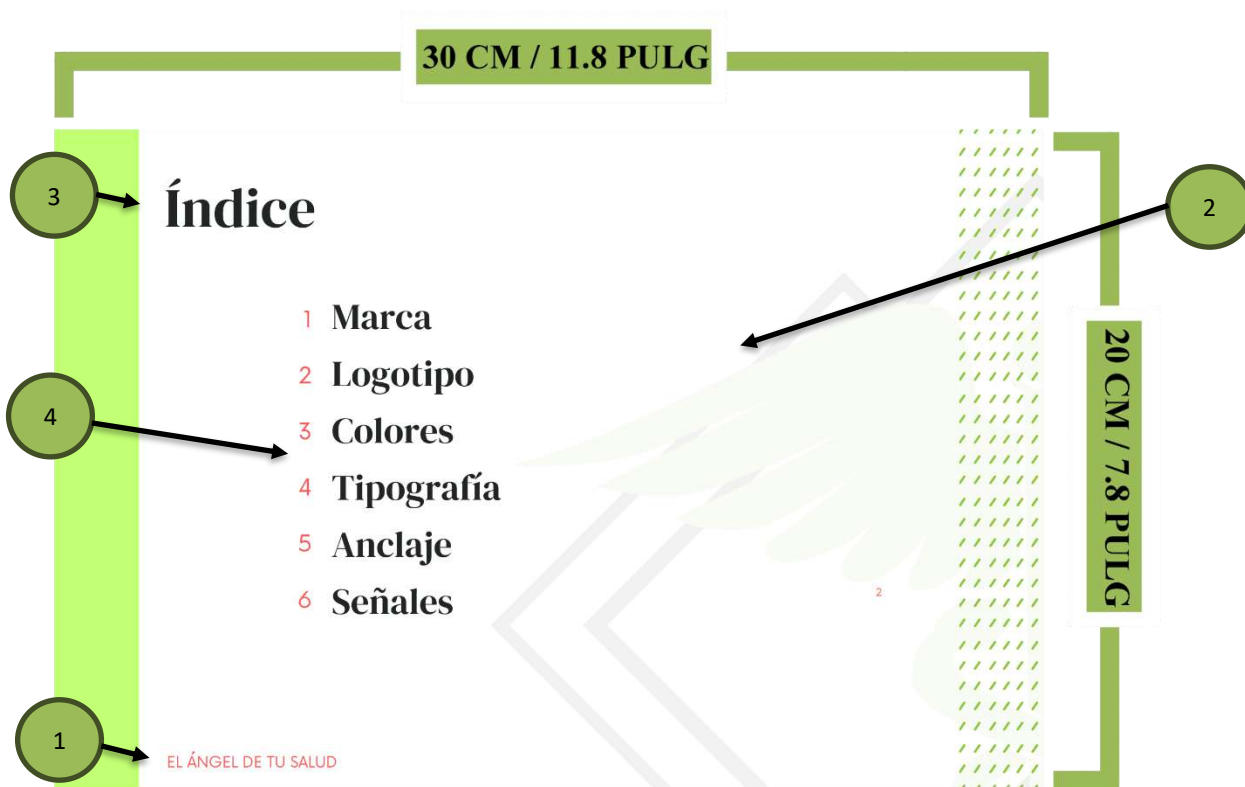 30 CM / 11.8 PULG
3
Índice
2
1 Marca
2 Logotipo
3 Colores
4
4 Tipografía
5 Anclaje
6 Señales
2
20 CM / 7.8 PULG
1
EL ÁNGEL DE TU SALUD